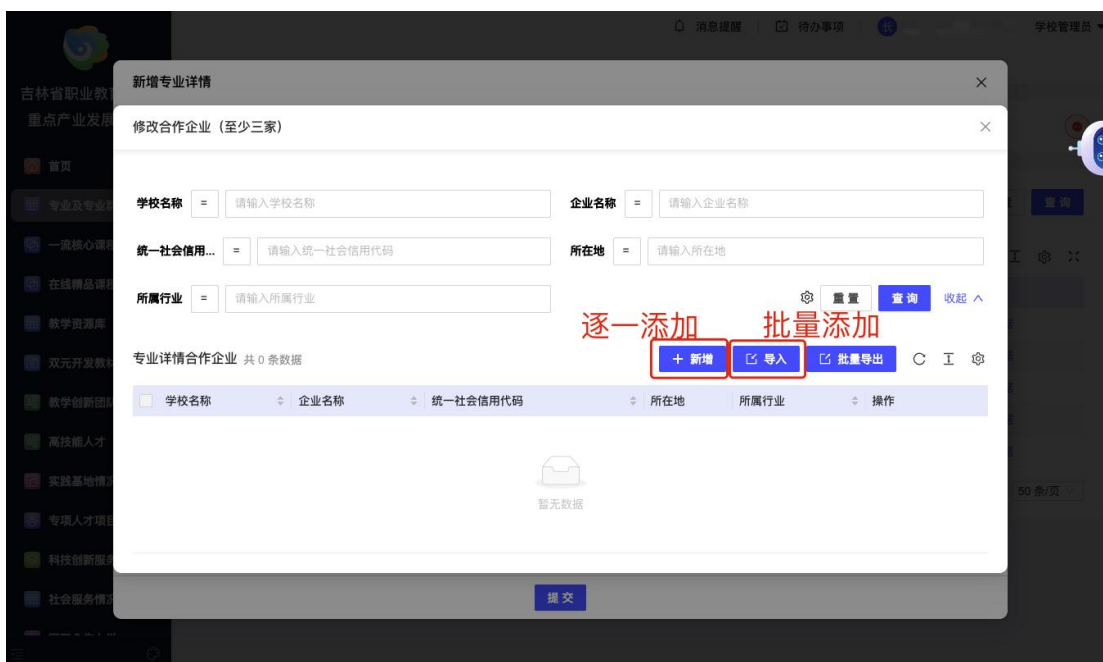 消息提醒 待办事项 长 学校管理员
吉林省职业教
重点产业发展
新增专业详情
修改合作企业（至少三家）
首页
专业及专业群
一流核心课程
在线精品课程
教学资源库
双元开发教材
教学创新团队
高技能人才
实践基地情况
专项人才项目
科技创新服务
社会服务情况
学校名称 = 请输入学校名称 企业名称 = 请输入企业名称
统一社会信用... = 请输入统一社会信用代码 所在地 = 请输入所在地
所属行业 = 请输入所属行业 重置 查询 收起
查询
逐一添加 批量添加
专业详情合作企业 共 0 条数据 + 新增 导入 批量导出
学校名称 企业名称 统一社会信用代码 所在地 所属行业 操作
暂无数据
50 条/页
提交